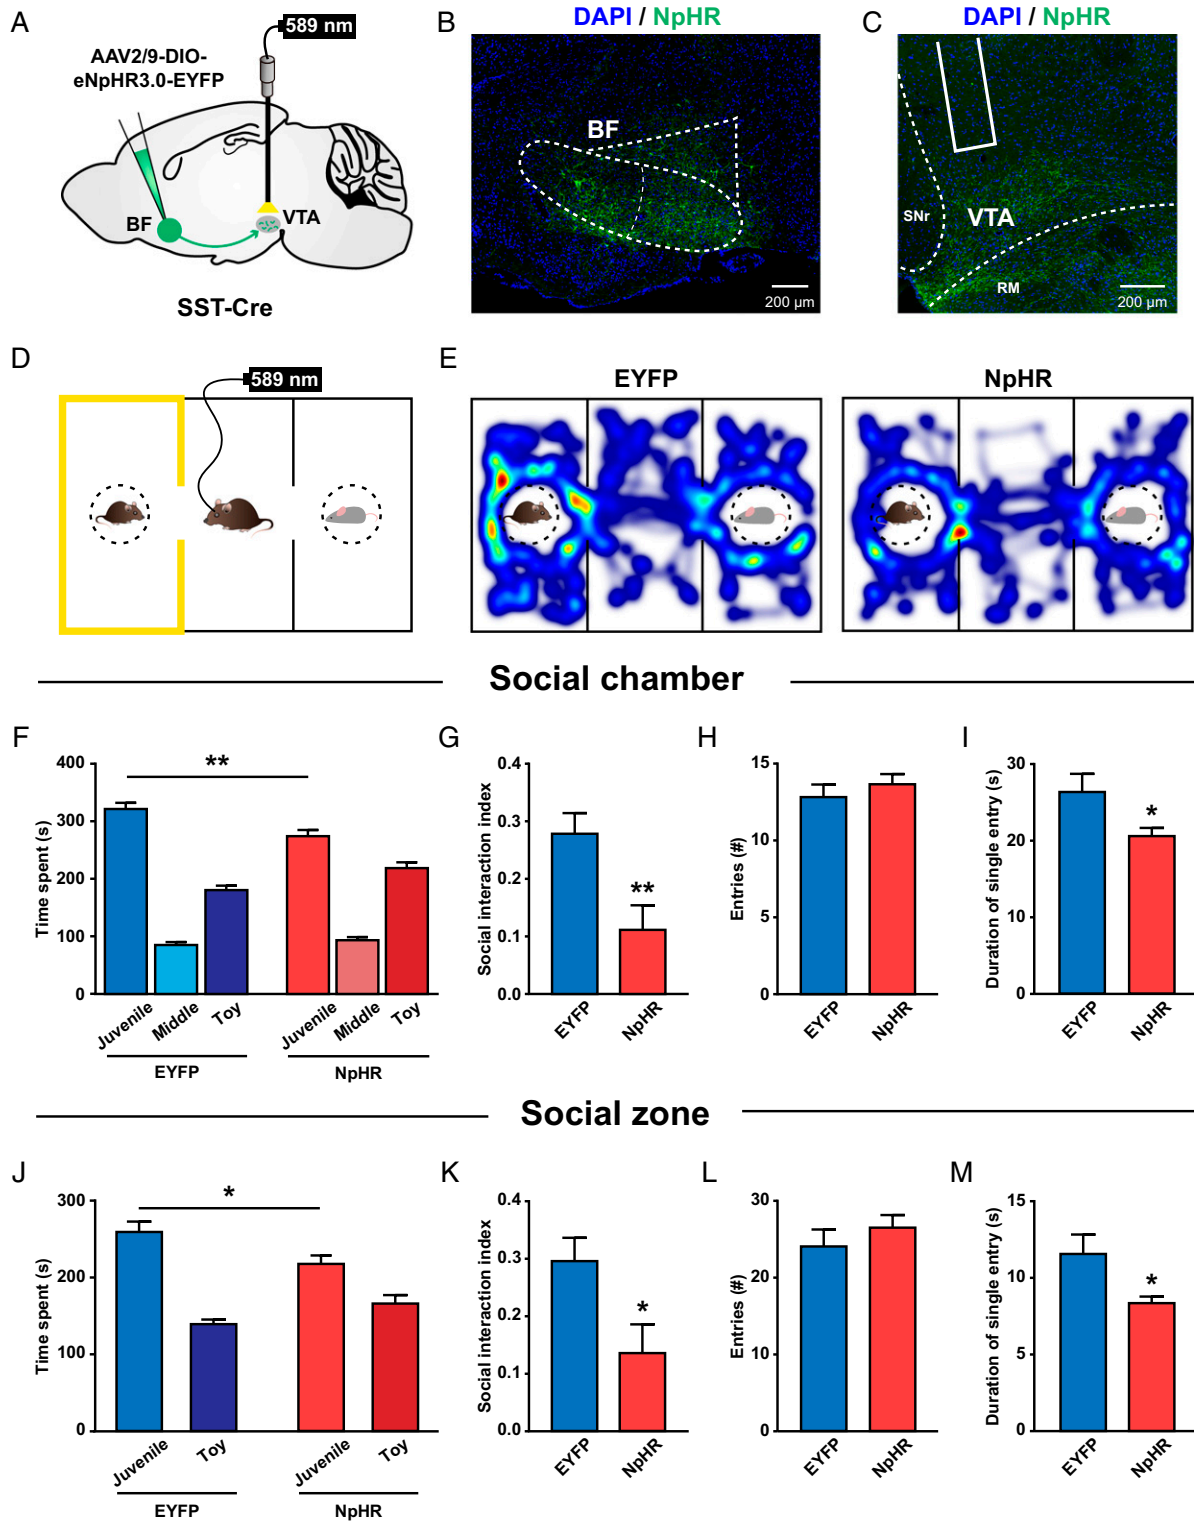 A
589 nm
AAV2/9-DIO-
eNpHR3.0-EYFP
BF
VTA
SST-Cre
B
DAPI / NpHR
BF
200 µm
C
DAPI / NpHR
SNr
VTA
RM
200 µm
D
589 nm
E
EYFP
NpHR
Social chamber
F
400
300
200
100
0
Time spent (s)
**
Juvenile
Middle
Toy
Juvenile
Middle
Toy
EYFP
NpHR
G
0.4
0.3
0.2
0.1
0.0
Social interaction index
**
EYFP
NpHR
H
15
10
5
0
Entries (#)
EYFP
NpHR
I
30
20
10
0
Duration of single entry (s)
*
EYFP
NpHR
Social zone
J
300
200
100
0
Time spent (s)
*
Juvenile
Toy
Juvenile
Toy
EYFP
NpHR
K
0.4
0.3
0.2
0.1
0.0
Social interaction index
*
EYFP
NpHR
L
30
20
10
0
Entries (#)
EYFP
NpHR
M
15
10
5
0
Duration of single entry (s)
*
EYFP
NpHR